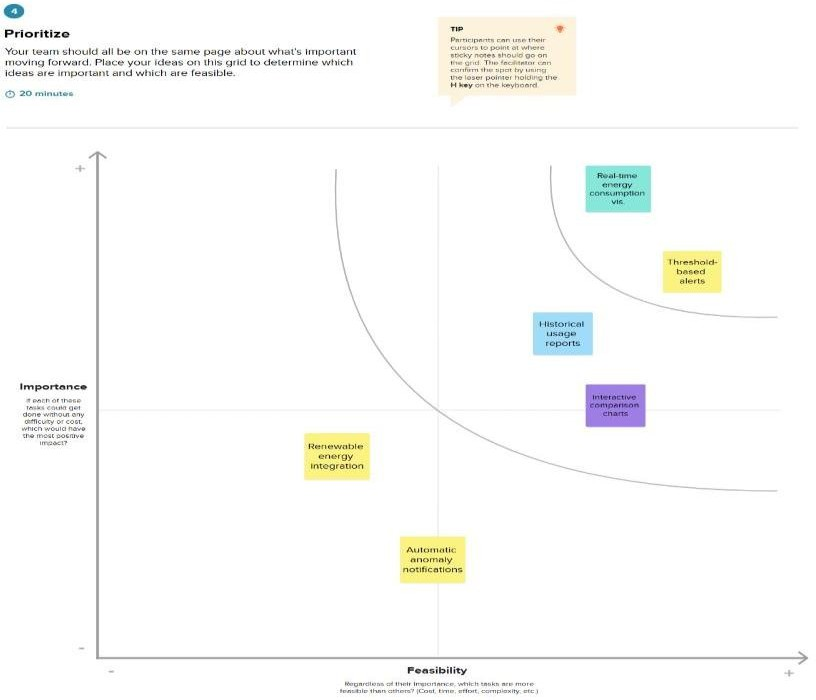 4
Prioritize
Your team should all be on the same page about what's important
moving forward. Place your ideas on this grid to determine which
ideas are important and which are feasible.
20 minutes
TIP
Participants can use their
cursors to point at where
sticky notes should go on
the grid. The facilitator can
confirm the spot by using
the laser pointer holding the
H key on the keyboard.
+
Real-time
energy
consumption
vis.
Threshold-
based
alerts
Historical
usage
reports
Importance
If each of these
tasks could get
done without any
difficulty or cost,
which would have
the most positive
impact?
Interactive
comparison
charts
Renewable
energy
integration
Automatic
anomaly
notifications
-
-
Feasibility
+
Regardless of their importance, which tasks are more
feasible than others? (Cost, time, effort, complexity, etc.)